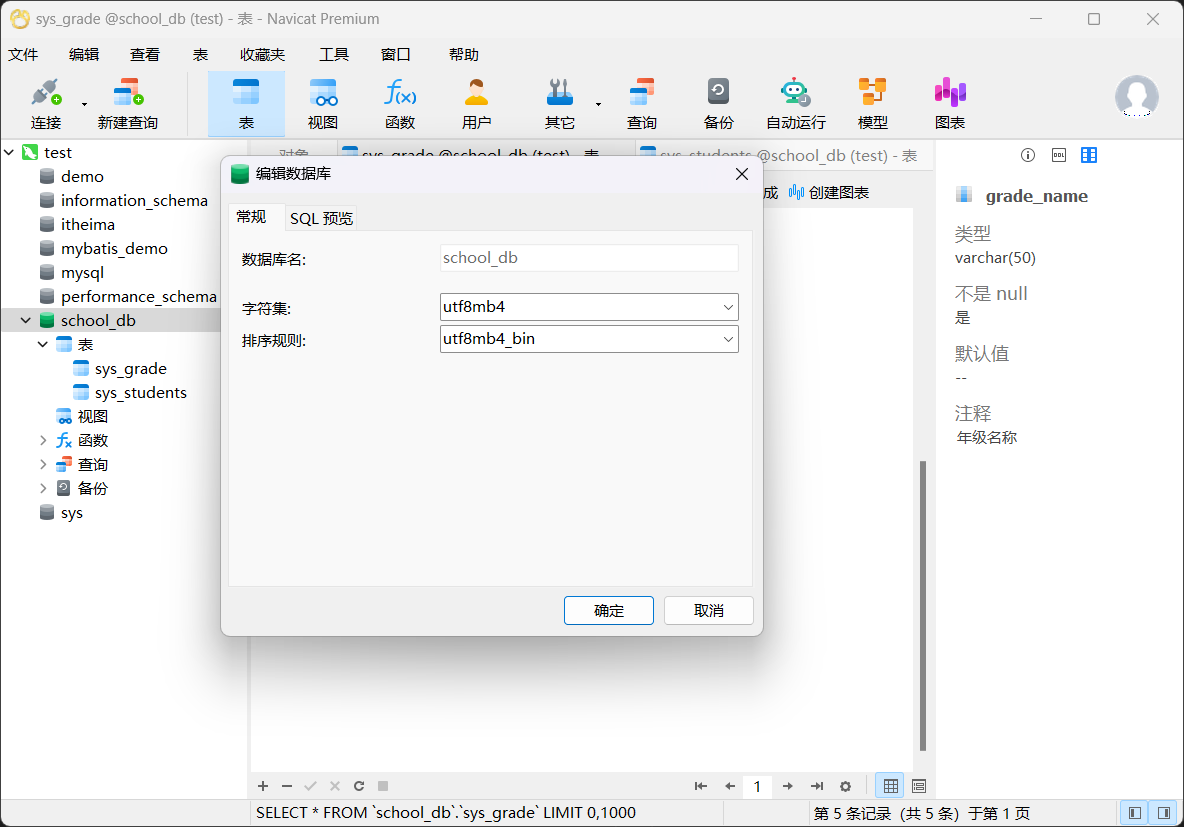 sys_grade @school_db (test) - 表 - Navicat Premium
文件 编辑 查看 表 收藏夹 工具 窗口 帮助
连接 新建查询 表 视图 函数 用户 其它 查询 备份 自动运行 模型 图表
test
demo
information_schema
itheima
mybatis_demo
mysql
performance_schema
school_db
表
sys_grade
sys_students
视图
函数
查询
备份
sys
对象 sys_grade @school_db (test) - 表 sys_students @school_db (test) - 表
成 创建图表
编辑数据库
常规 SQL 预览
数据库名: school_db
字符集: utf8mb4
排序规则: utf8mb4_bin
确定 取消
DDL
grade_name
类型
varchar(50)
不是 null
是
默认值
--
注释
年级名称
1
SELECT * FROM `school_db`.`sys_grade` LIMIT 0,1000
第 5 条记录 (共 5 条) 于第 1 页